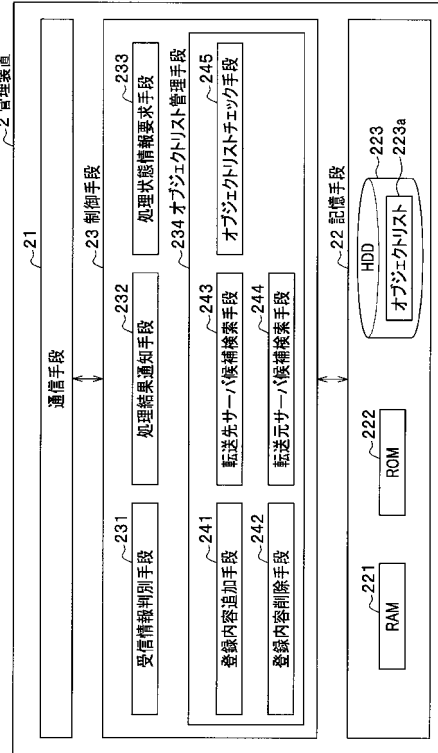 2 管理装置
21
通信手段
23 制御手段
231
受信情報判別手段
232
処理結果通知手段
233
処理状態情報要求手段
234 オブジェクトリスト管理手段
241
登録内容追加手段
243
転送先サーバ候補検索手段
245
オブジェクトリストチェック手段
242
登録内容削除手段
244
転送元サーバ候補検索手段
22 記憶手段
221
RAM
222
ROM
223
HDD
223a
オブジェクトリスト